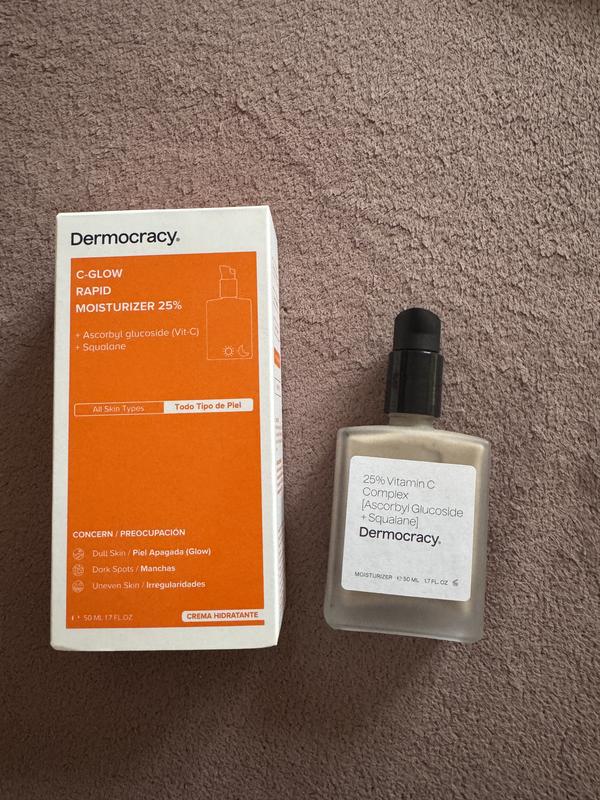 Dermocracy.
C-GLOW
RAPID
MOISTURIZER 25%
+ Ascorbyl glucoside (Vit-C)
+ Squalane
All Skin Types Todo Tipo de Piel
CONCERN / PREOCUPACIÓN
Dull Skin / Piel Apagada (Glow)
Dark Spots / Manchas
Uneven Skin / Irregularidades
50 ML 1.7 FL.OZ
CREMA HIDRATANTE
25% Vitamin C
Complex
[Ascorbyl Glucoside
+ Squalane]
Dermocracy.
MOISTURIZER ℮ 50 ML 1.7 FL. OZ